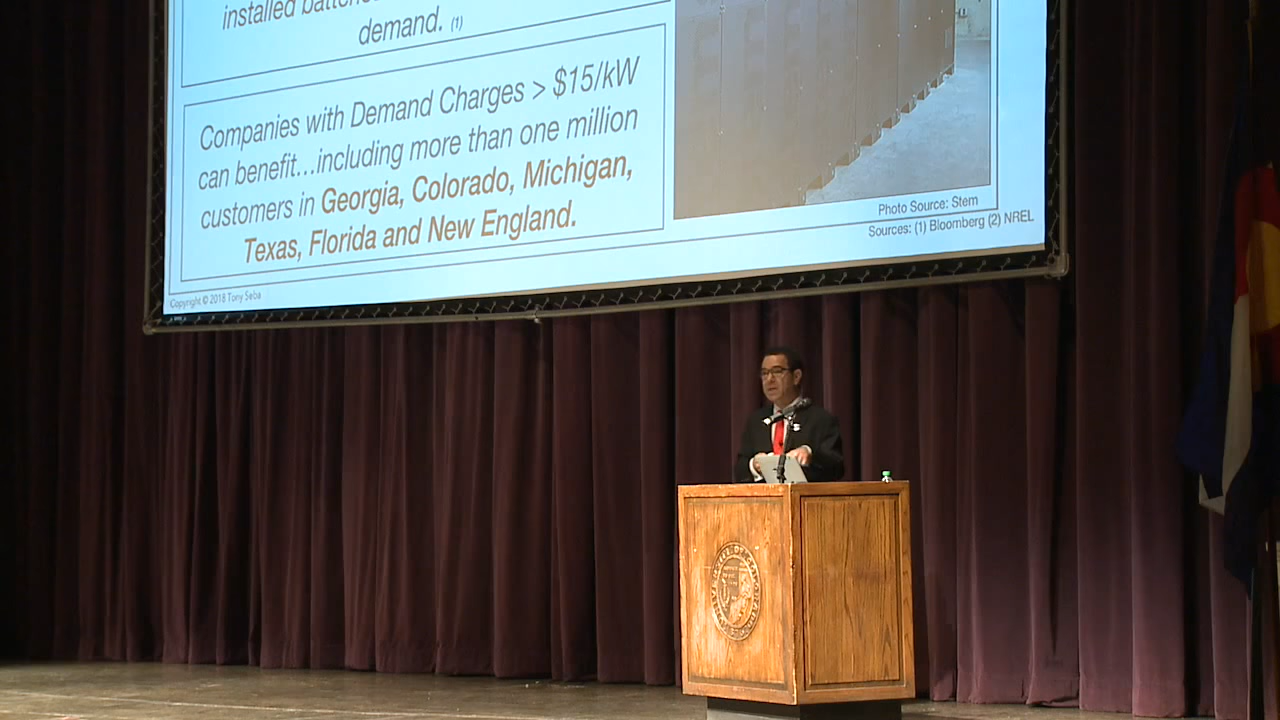 installed
demand. (1)
Companies with Demand Charges > $15/kW
can benefit...including more than one million
customers in Georgia, Colorado, Michigan,
Texas, Florida and New England.
Photo Source: Stem
Sources: (1) Bloomberg (2) NREL
Copyright © 2018 Tony Seba